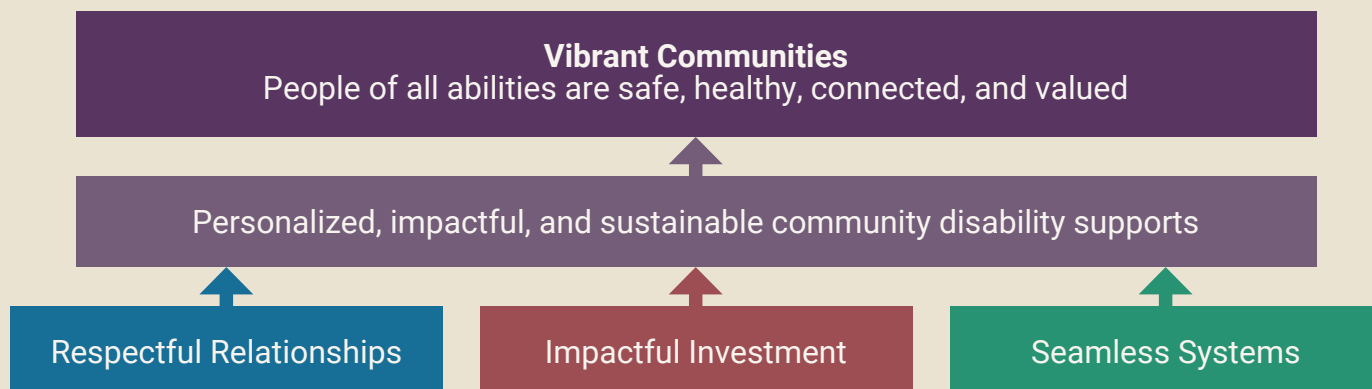 Vibrant Communities
People of all abilities are safe, healthy, connected, and valued
Personalized, impactful, and sustainable community disability supports
Respectful Relationships
Impactful Investment
Seamless Systems